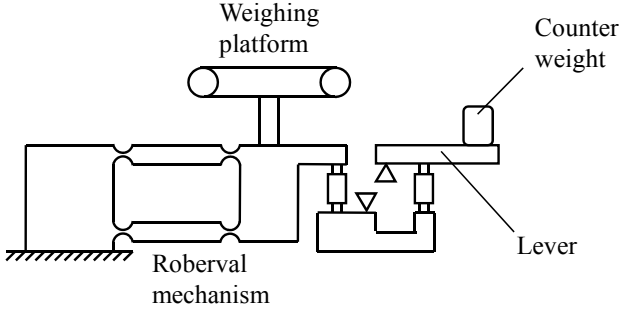 Weighing
platform
Counter
weight
Lever
Roberval
mechanism